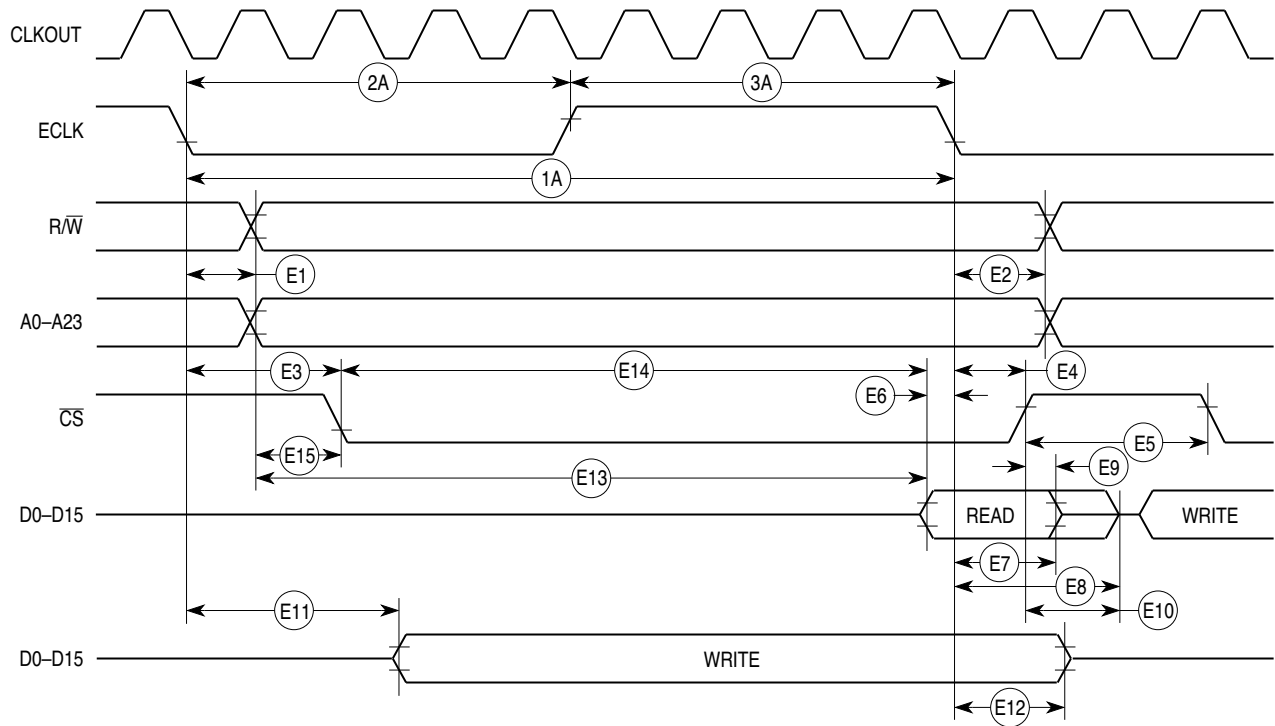 CLKOUT
2A
3A
ECLK
1A
R/W̅
E1
E2
A0–A23
E3
E14
E4
E6
C̅S̅
E15
E5
E9
E13
D0–D15
READ
WRITE
E7
E8
E11
E10
D0–D15
WRITE
E12